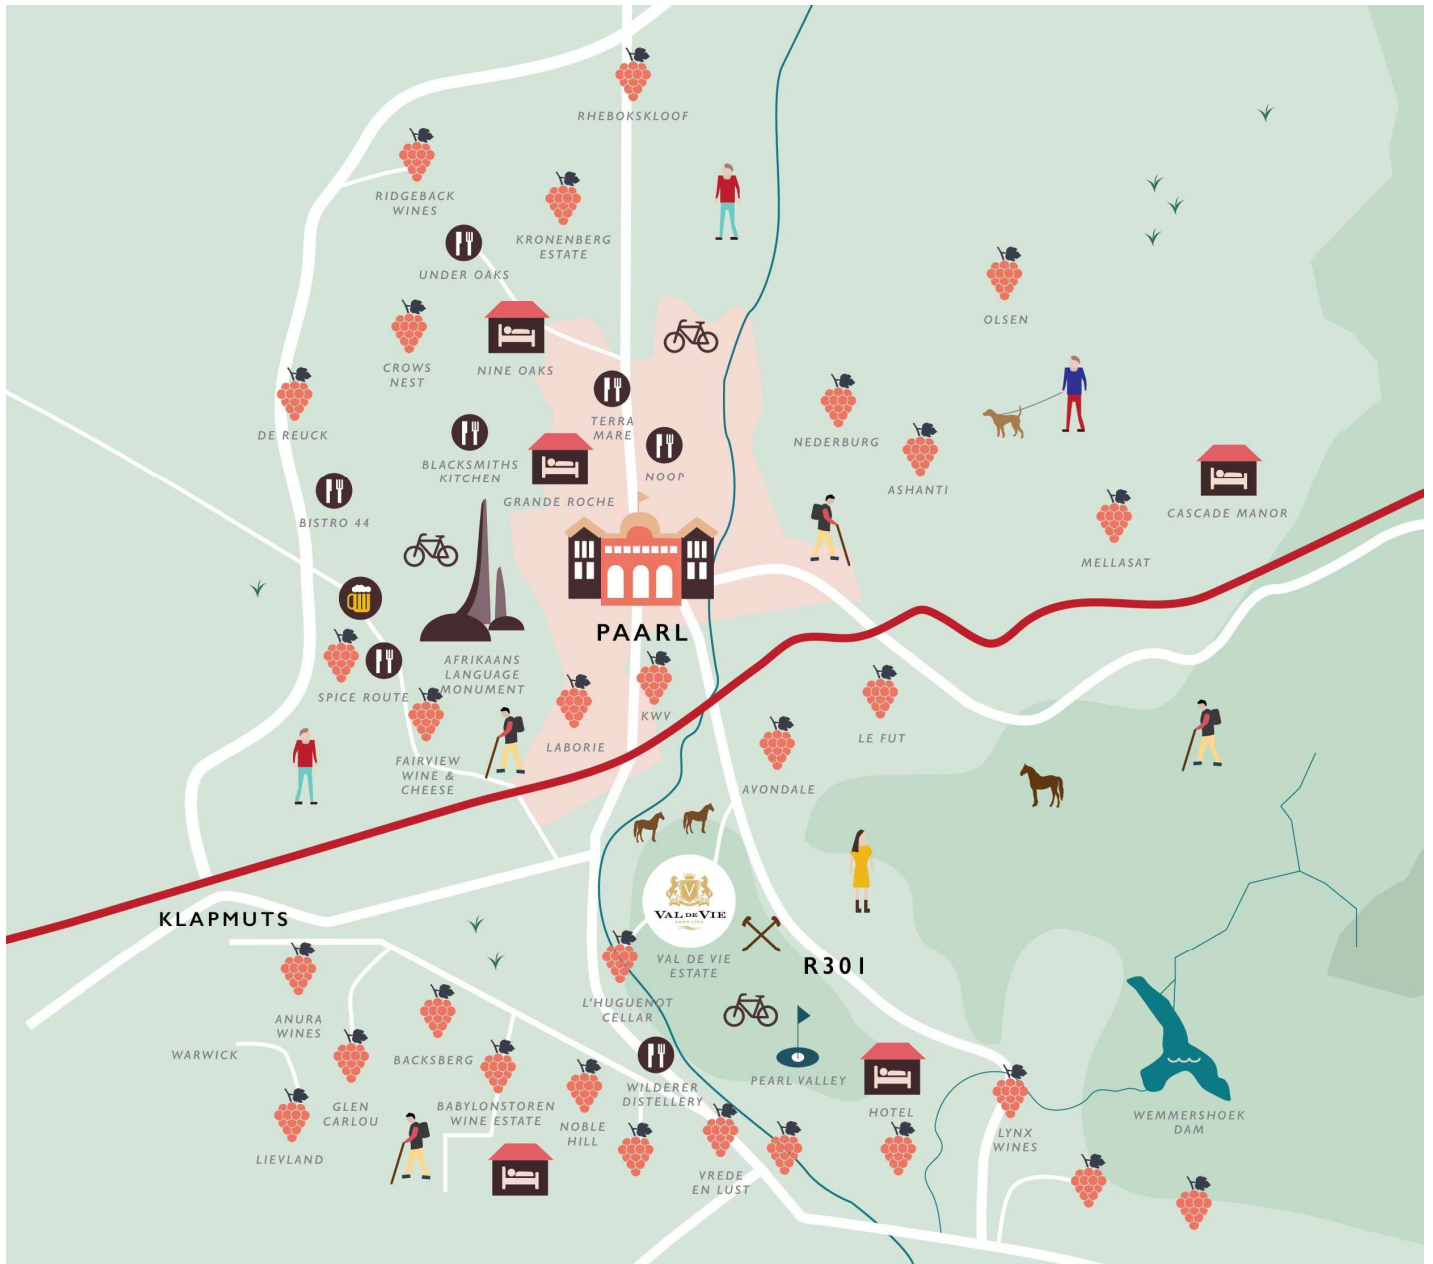 RHEBOKSKLOOF
RIDGEBACK
WINES
KRONENBERG
ESTATE
UNDER OAKS
OLSEN
CROWS
NEST
NINE OAKS
DE REUCK
TERRA
MARE
NEDERBURG
BLACKSMITHS
KITCHEN
NOOP
ASHANTI
GRANDE ROCHE
BISTRO 44
CASCADE MANOR
MELLASAT
PAARL
AFRIKAANS
LANGUAGE
MONUMENT
SPICE ROUTE
KWV
LABORIE
LE FUT
FAIRVIEW
WINE &
CHEESE
AVONDALE
V
VAL DE VIE
KLAPMUTS
VAL DE VIE
ESTATE
R301
L'HUGUENOT
CELLAR
ANURA
WINES
WARWICK
BACKSBERG
PEARL VALLEY
WILDERER
DISTELLERY
GLEN
CARLOU
BABYLONSTOREN
WINE ESTATE
HOTEL
WEMMERSHOEK
DAM
NOBLE
HILL
LYNX
WINES
LIEVLAND
VREDE
EN LUST